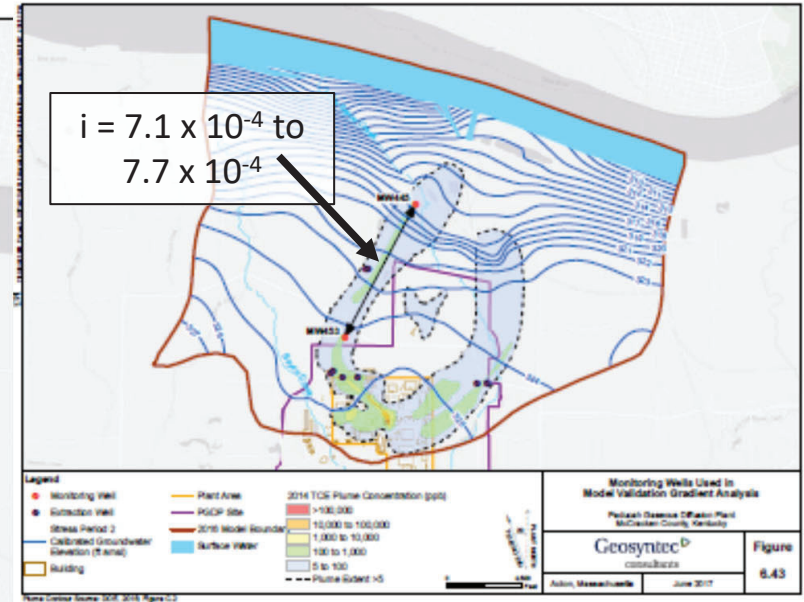 i = 7.1 x 10-4 to
7.7 x 10-4
MW443
MW453
Legend
Monitoring Well
Extraction Well
Stress Period 2
Calibrated Groundwater
Elevation (ft amsl)
Building
Plant Area
PGDP Site
2016 Model Boundary
Surface Water
2014 TCE Plume Concentration (ppb)
>100,000
10,000 to 100,000
1,000 to 10,000
100 to 1,000
5 to 100
Plume Extent >5
Monitoring Wells Used in
Model Validation Gradient Analysis
Paducah Gaseous Diffusion Plant
McCracken County, Kentucky
Geosyntec
consultants
Acton, Massachusetts
June 2017
Figure
6.43